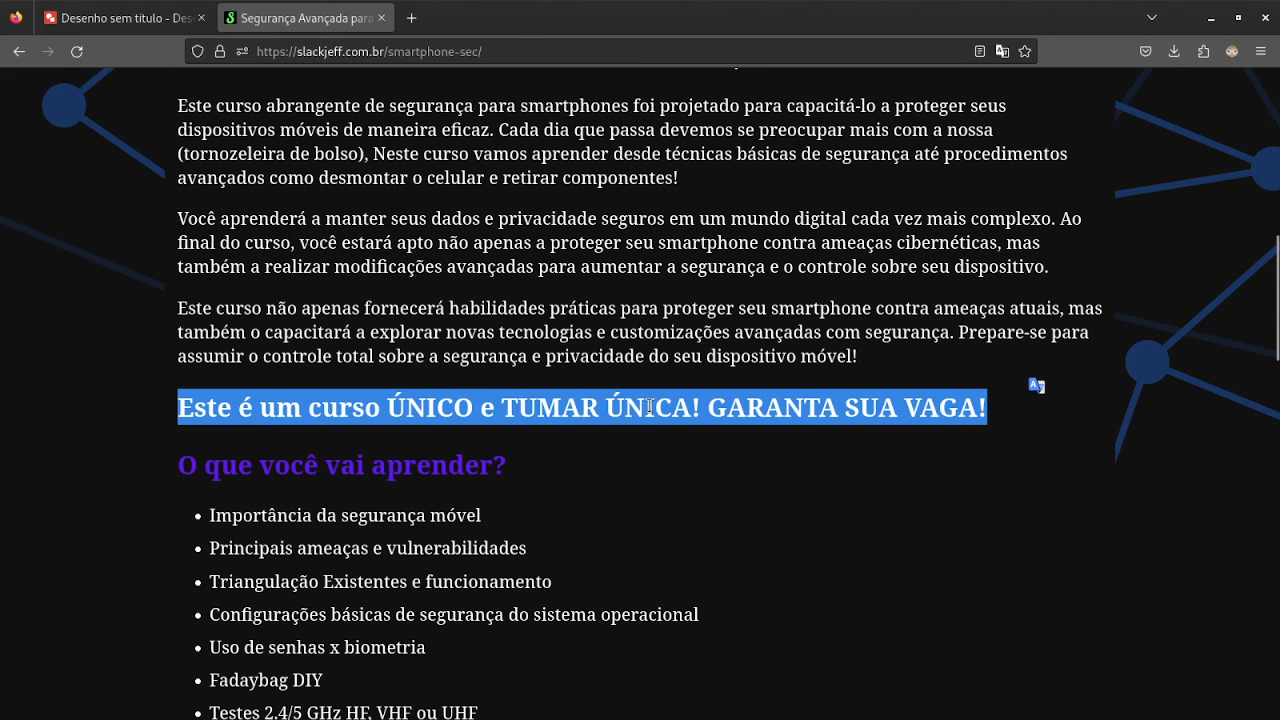 Desenho sem título - Des
Segurança Avançada para
https://slackjeff.com.br/smartphone-sec/
Este curso abrangente de segurança para smartphones foi projetado para capacitá-lo a proteger seus
dispositivos móveis de maneira eficaz. Cada dia que passa devemos se preocupar mais com a nossa
(tornozeleira de bolso), Neste curso vamos aprender desde técnicas básicas de segurança até procedimentos
avançados como desmontar o celular e retirar componentes!
Você aprenderá a manter seus dados e privacidade seguros em um mundo digital cada vez mais complexo. Ao
final do curso, você estará apto não apenas a proteger seu smartphone contra ameaças cibernéticas, mas
também a realizar modificações avançadas para aumentar a segurança e o controle sobre seu dispositivo.
Este curso não apenas fornecerá habilidades práticas para proteger seu smartphone contra ameaças atuais, mas
também o capacitará a explorar novas tecnologias e customizações avançadas com segurança. Prepare-se para
assumir o controle total sobre a segurança e privacidade do seu dispositivo móvel!
Este é um curso ÚNICO e TUMAR ÚNICA! GARANTA SUA VAGA!
O que você vai aprender?
• Importância da segurança móvel
• Principais ameaças e vulnerabilidades
• Triangulação Existentes e funcionamento
• Configurações básicas de segurança do sistema operacional
• Uso de senhas x biometria
• Fadaybag DIY
• Testes 2.4/5 GHz HF, VHF ou UHF